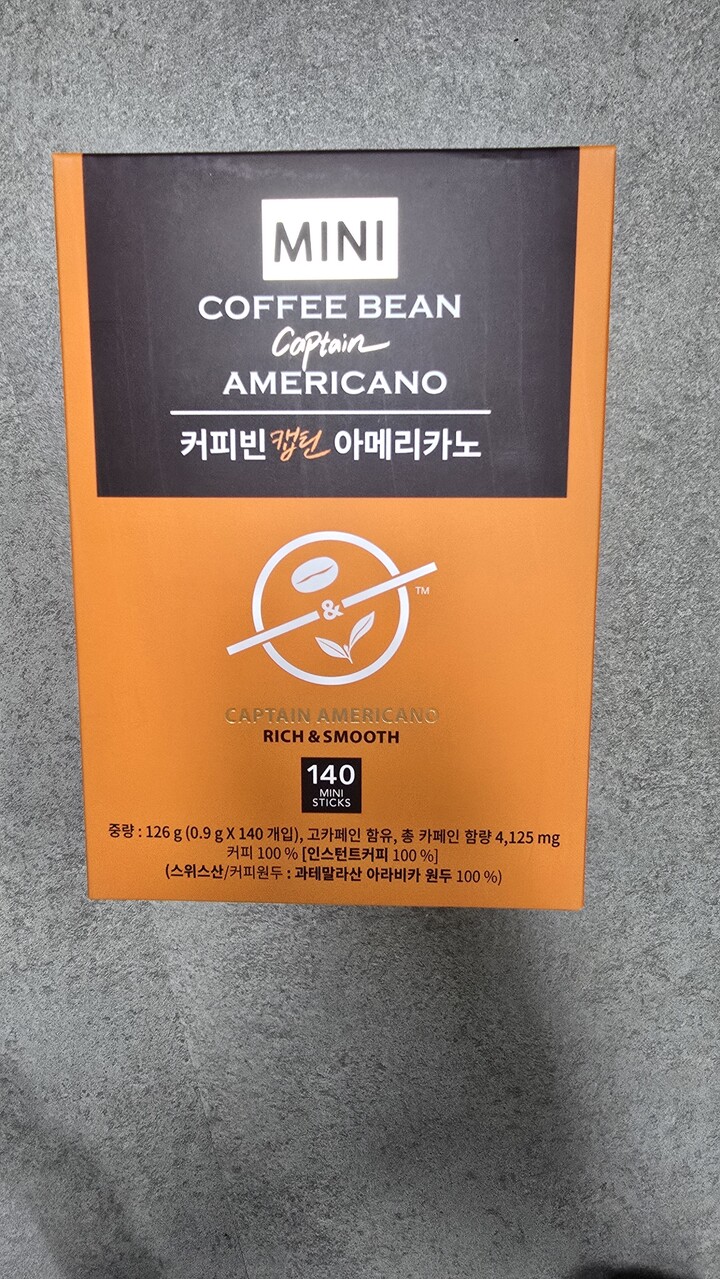 MINI
COFFEE BEAN
Captain
AMERICANO
커피빈 캡틴 아메리카노
&
TM
CAPTAIN AMERICANO
RICH & SMOOTH
140
MINI
STICKS
중량 : 126 g (0.9 g X 140 개입), 고카페인 함유, 총 카페인 함량 4,125 mg
커피 100 % [인스턴트커피 100 %]
(스위스산/커피원두 : 과테말라산 아라비카 원두 100 %)